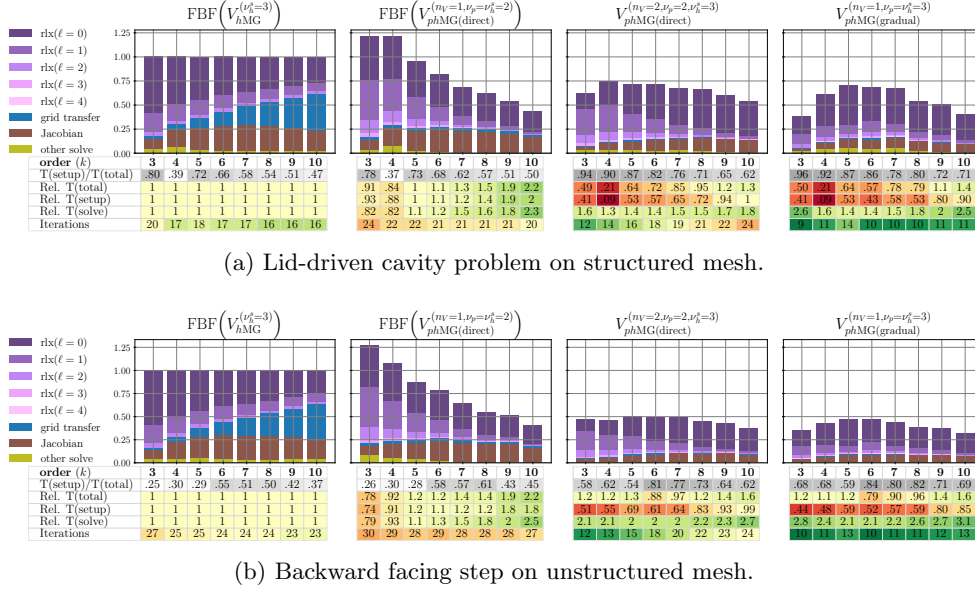 FBF(V_{hMG}^{(ν_h^s=3)}) FBF(V_{phMG(direct)}^{(n_V=1,ν_p=ν_h^s=2)}) V_{phMG(direct)}^{(n_V=2,ν_p=2,ν_h^s=3)} V_{phMG(gradual)}^{(n_V=1,ν_p=ν_h^s=3)}
rlx(ℓ = 0)
rlx(ℓ = 1)
rlx(ℓ = 2)
rlx(ℓ = 3)
rlx(ℓ = 4)
grid transfer
Jacobian
other solve
1.25
1.00
0.75
0.50
0.25
0.00
order (k) 3 4 5 6 7 8 9 10 3 4 5 6 7 8 9 10 3 4 5 6 7 8 9 10 3 4 5 6 7 8 9 10
T(setup)/T(total) .80 .39 .72 .66 .58 .54 .51 .47 .78 .37 .73 .68 .62 .57 .51 .50 .94 .90 .87 .82 .76 .71 .65 .62 .96 .92 .87 .86 .78 .80 .72 .71
Rel. T(total) 1 1 1 1 1 1 1 1 .91 .84 1 1.1 1.3 1.5 1.9 2.2 .49 .21 .64 .72 .85 .95 1.2 1.3 .50 .21 .64 .57 .78 .79 1.1 1.4
Rel. T(setup) 1 1 1 1 1 1 1 1 .93 .88 1 1.1 1.2 1.4 1.9 2 .41 .09 .53 .57 .65 .72 .94 1 .41 .09 .53 .43 .58 .53 .80 .90
Rel. T(solve) 1 1 1 1 1 1 1 1 .82 .82 1.1 1.2 1.5 1.6 1.8 2.3 1.6 1.3 1.4 1.5 1.4 1.5 1.7 1.8 2.6 1.6 1.4 1.4 1.5 1.8 2 2.5
Iterations 20 17 18 17 17 16 16 16 24 22 22 21 21 21 21 20 12 14 16 18 19 21 22 24 9 11 14 10 10 10 11 11
(a) Lid-driven cavity problem on structured mesh.
FBF(V_{hMG}^{(ν_h^s=3)}) FBF(V_{phMG(direct)}^{(n_V=1,ν_p=ν_h^s=2)}) V_{phMG(direct)}^{(n_V=2,ν_p=2,ν_h^s=3)} V_{phMG(gradual)}^{(n_V=1,ν_p=ν_h^s=3)}
rlx(ℓ = 0)
rlx(ℓ = 1)
rlx(ℓ = 2)
rlx(ℓ = 3)
rlx(ℓ = 4)
grid transfer
Jacobian
other solve
1.25
1.00
0.75
0.50
0.25
0.00
order (k) 3 4 5 6 7 8 9 10 3 4 5 6 7 8 9 10 3 4 5 6 7 8 9 10 3 4 5 6 7 8 9 10
T(setup)/T(total) .25 .30 .29 .55 .51 .50 .42 .37 .26 .30 .28 .58 .57 .61 .43 .45 .58 .62 .54 .81 .77 .73 .64 .62 .68 .68 .59 .84 .80 .82 .71 .69
Rel. T(total) 1 1 1 1 1 1 1 1 .78 .92 1.2 1.2 1.4 1.4 1.9 2.2 1.2 1.2 1.3 .88 .97 1.2 1.4 1.6 1.2 1.1 1.2 .79 .90 .96 1.4 1.6
Rel. T(setup) 1 1 1 1 1 1 1 1 .74 .91 1.2 1.1 1.2 1.2 1.8 1.8 .51 .55 .69 .61 .64 .83 .93 .99 .44 .48 .59 .52 .57 .59 .80 .85
Rel. T(solve) 1 1 1 1 1 1 1 1 .79 .93 1.1 1.3 1.5 1.8 2 2.5 2.1 2.1 2 2 2.2 2.2 2.3 2.7 2.8 2.4 2.1 2.2 2.1 2.6 2.7 3.1
Iterations 27 25 25 24 24 24 23 23 30 29 28 29 28 28 28 27 12 13 15 18 20 22 23 24 10 11 13 10 11 11 12 13
(b) Backward facing step on unstructured mesh.